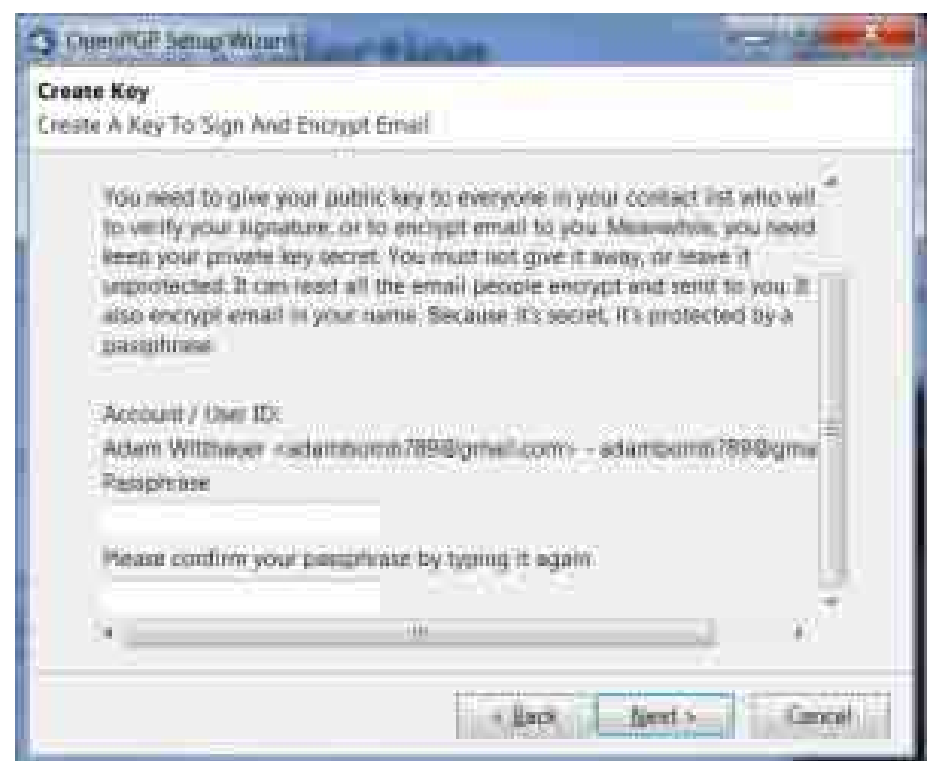 OpenPGP Setup Wizard
Create Key
Create A Key To Sign And Encrypt Email
You need to give your public key to everyone in your contact list who wi
to verify your signature, or to encrypt email to you. Meanwhile, you need
keep your private key secret. You must not give it away, or leave it
unprotected. It can read all the email people encrypt and send to you. It
also encrypt email in your name. Because it's secret, it's protected by a
passphrase.
Account / User ID:
Adam
Passphrase
Please confirm your passphrase by typing it again
< Back
Next >
Cancel